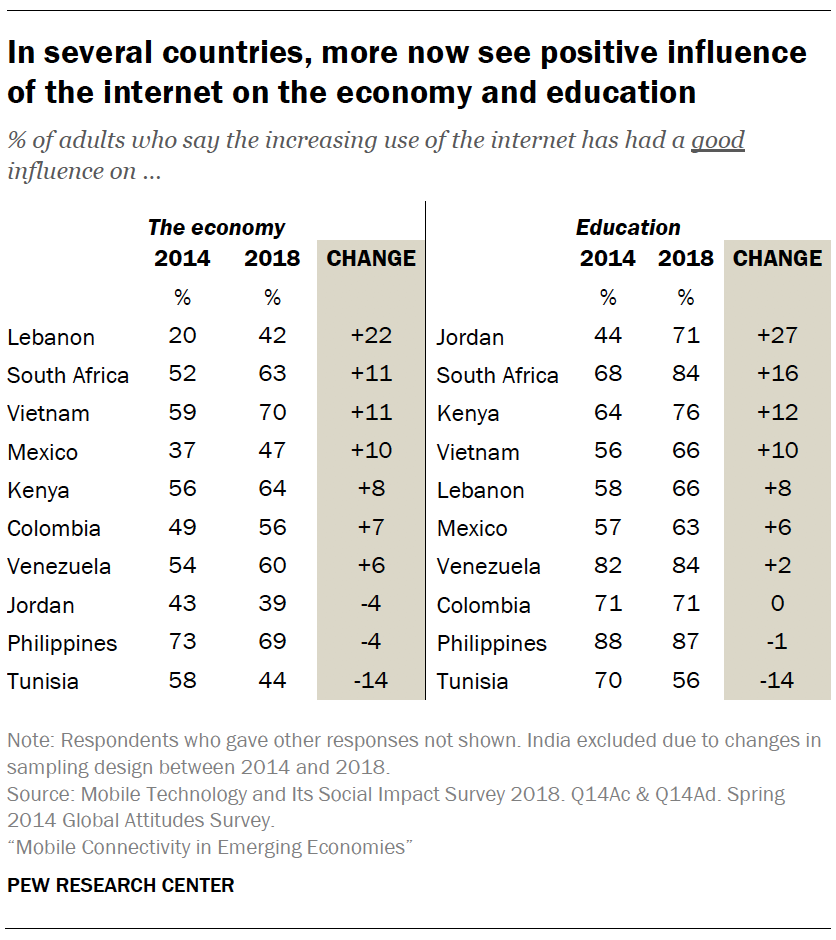 In several countries, more now see positive influence
of the internet on the economy and education
% of adults who say the increasing use of the internet has had a good
influence on ...
The economy
2014 2018 CHANGE
% %
Lebanon 20 42 +22
South Africa 52 63 +11
Vietnam 59 70 +11
Mexico 37 47 +10
Kenya 56 64 +8
Colombia 49 56 +7
Venezuela 54 60 +6
Jordan 43 39 -4
Philippines 73 69 -4
Tunisia 58 44 -14
Education
2014 2018 CHANGE
% %
Jordan 44 71 +27
South Africa 68 84 +16
Kenya 64 76 +12
Vietnam 56 66 +10
Lebanon 58 66 +8
Mexico 57 63 +6
Venezuela 82 84 +2
Colombia 71 71 0
Philippines 88 87 -1
Tunisia 70 56 -14
Note: Respondents who gave other responses not shown. India excluded due to changes in
sampling design between 2014 and 2018.
Source: Mobile Technology and Its Social Impact Survey 2018. Q14Ac & Q14Ad. Spring
2014 Global Attitudes Survey.
“Mobile Connectivity in Emerging Economies”
PEW RESEARCH CENTER